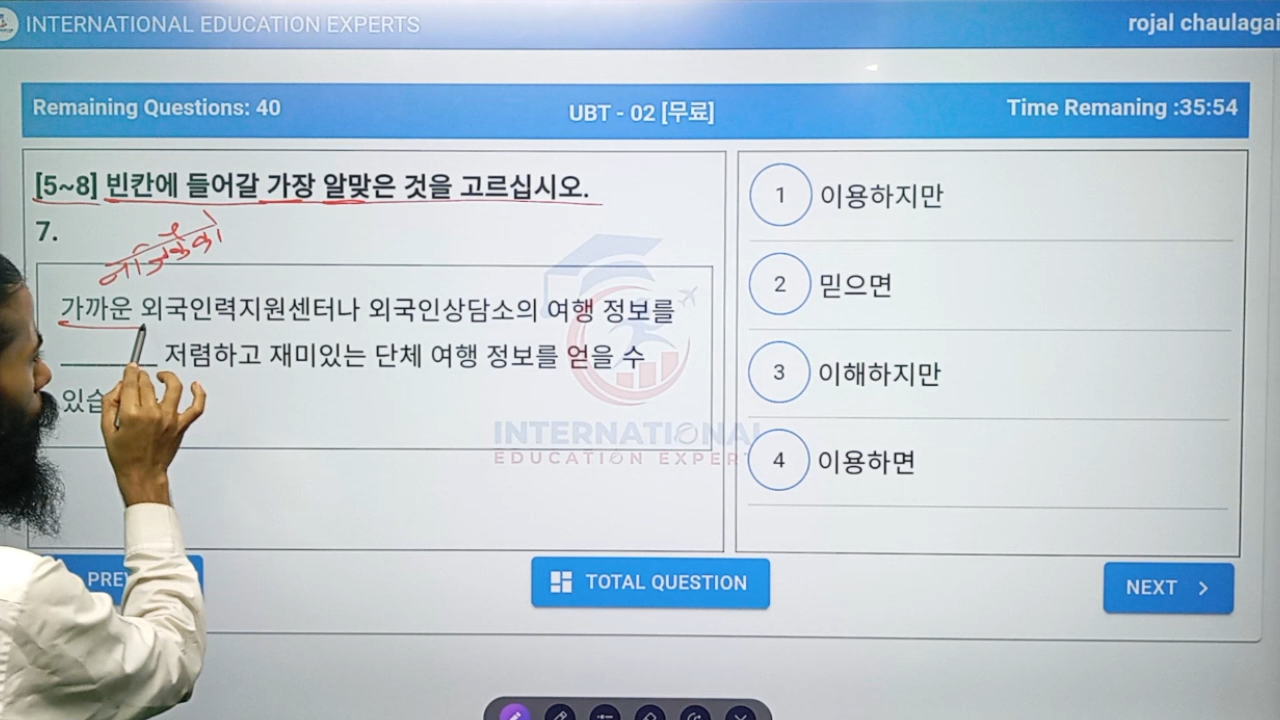 INTERNATIONAL EDUCATION EXPERTS
rojal chaulagai
Remaining Questions: 40
UBT - 02 [무료]
Time Remaning :35:54
[5~8] 빈칸에 들어갈 가장 알맞은 것을 고르십시오.
7.
가까운 외국인력지원센터나 외국인상담소의 여행 정보를
저렴하고 재미있는 단체 여행 정보를 얻을 수
있습
INTERNATIONAL
EDUCATION EXPER
1 이용하지만
2 믿으면
3 이해하지만
4 이용하면
PRE
TOTAL QUESTION
NEXT